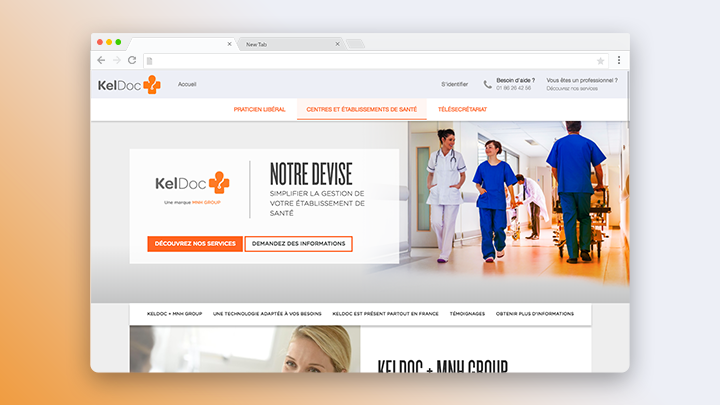 New Tab
KelDoc
Accueil
S'identifier
Besoin d'aide ?
01 86 26 42 58
Vous êtes un professionnel ?
Découvrez nos services
PRATICIEN LIBÉRAL
CENTRES ET ÉTABLISSEMENTS DE SANTÉ
TÉLÉSECRÉTARIAT
KelDoc
Une marque MNH GROUP
NOTRE DEVISE
SIMPLIFIER LA GESTION DE
VOTRE ÉTABLISSEMENT DE
SANTÉ
DÉCOUVREZ NOS SERVICES
DEMANDEZ DES INFORMATIONS
KELDOC + MNH GROUP
UNE TECHNOLOGIE ADAPTÉE À VOS BESOINS
KELDOC EST PRÉSENT PARTOUT EN FRANCE
TÉMOIGNAGES
OBTENIR PLUS D'INFORMATIONS
KELDOC + MNH GROUP